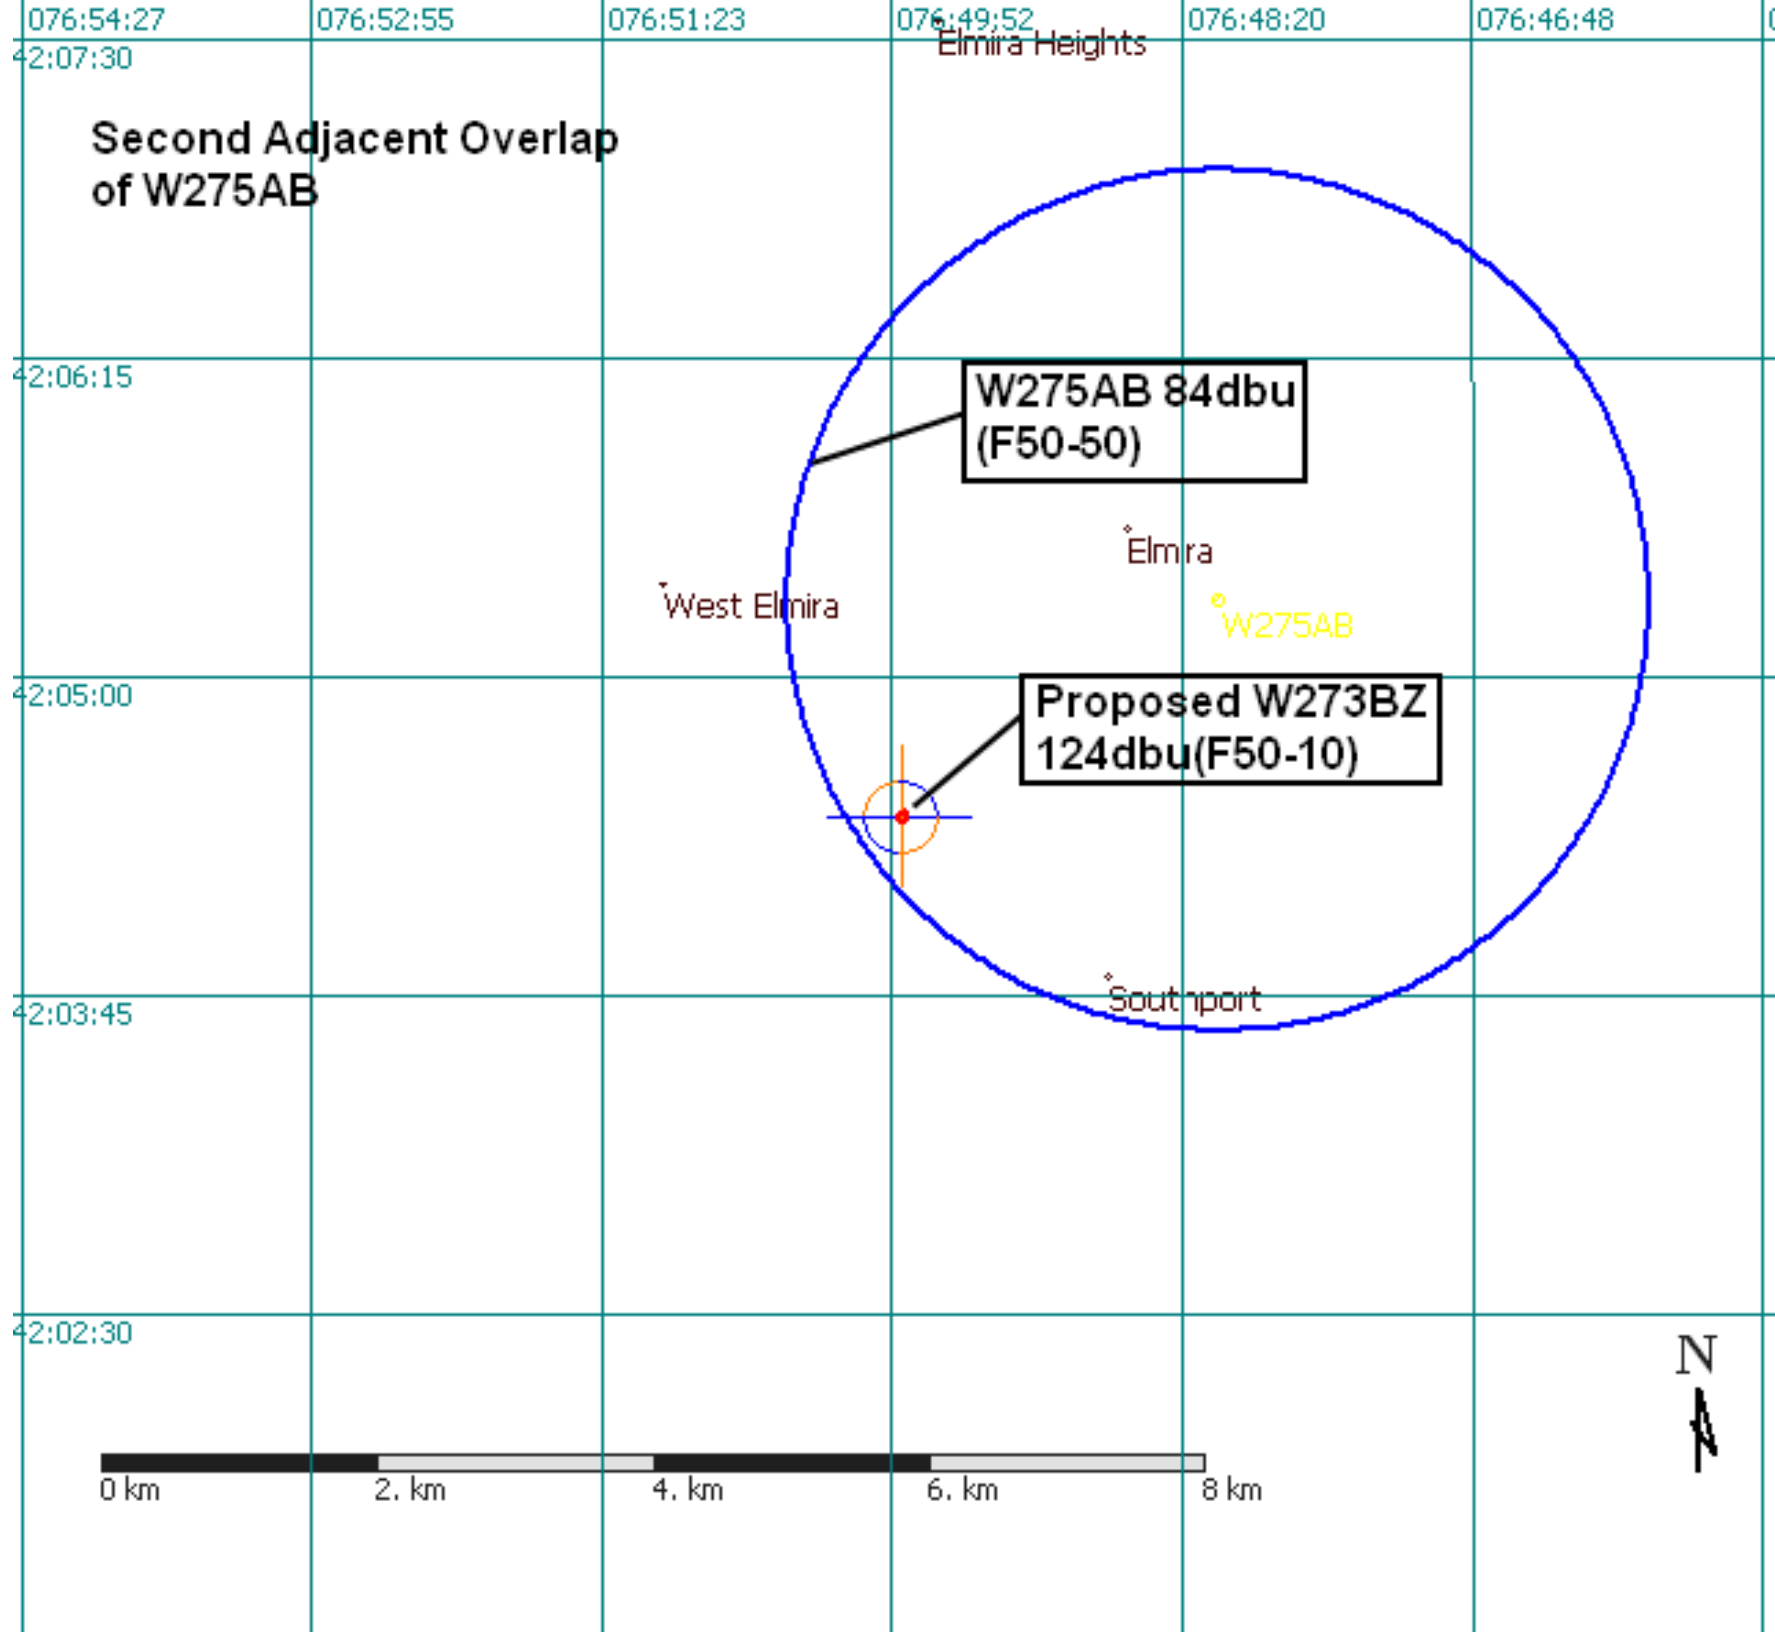 076:54:27 076:52:55 076:51:23 076:49:52 076:48:20 076:46:48
Elmira Heights
42:07:30
Second Adjacent Overlap
of W275AB
42:06:15
W275AB 84dbu
(F50-50)
Elmira
West Elmira
W275AB
42:05:00
Proposed W273BZ
124dbu(F50-10)
Southport
42:03:45
42:02:30
N
0 km 2. km 4. km 6. km 8 km